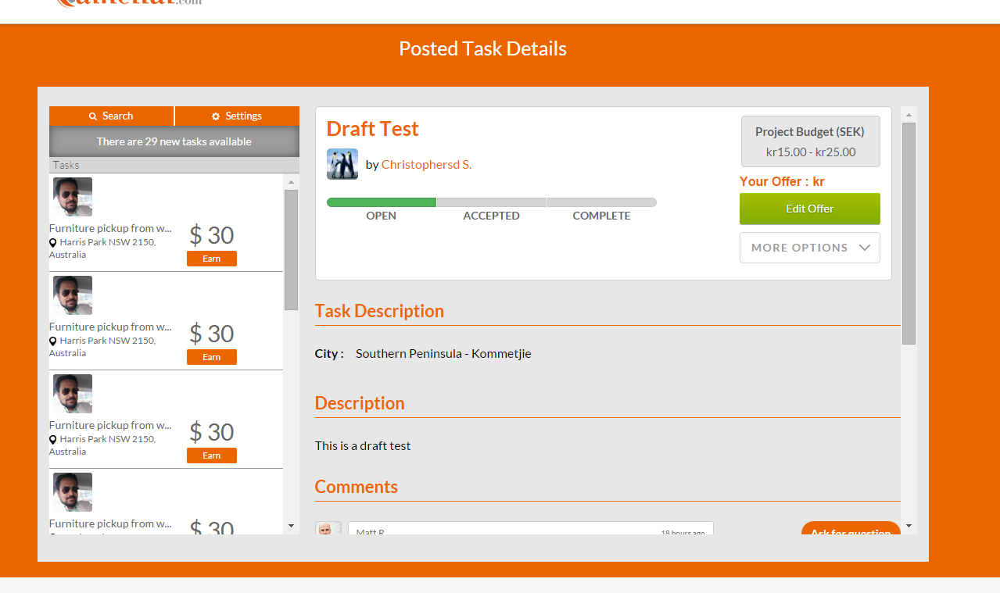 .com
Posted Task Details
Search
Settings
There are 29 new tasks available
Tasks
Furniture pickup from w...
Harris Park NSW 2150,
Australia
$ 30
Earn
Furniture pickup from w...
Harris Park NSW 2150,
Australia
$ 30
Earn
Furniture pickup from w...
Harris Park NSW 2150,
Australia
$ 30
Earn
Furniture pickup from w...
$ 30
Draft Test
by Christophersd S.
OPEN
ACCEPTED
COMPLETE
Project Budget (SEK)
kr15.00 - kr25.00
Your Offer : kr
Edit Offer
MORE OPTIONS
Task Description
City : Southern Peninsula - Kommetjie
Description
This is a draft test
Comments
Matt R
18 hours ago
Ask for question